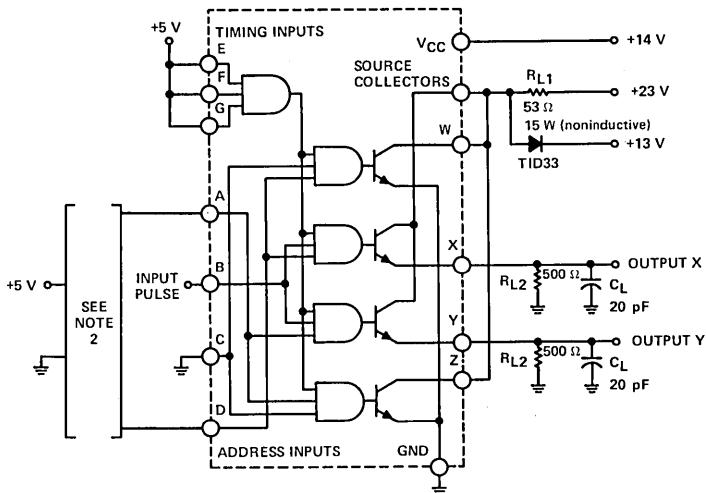 TIMING INPUTS
+5 V
E
F
G
VCC
+14 V
SOURCE
COLLECTORS
RL1
53 Ω
15 W (noninductive)
+23 V
W
TID33
+13 V
A
+5 V
SEE
NOTE
2
INPUT
PULSE
B
X
RL2
500 Ω
CL
20 pF
OUTPUT X
C
Y
RL2
500 Ω
CL
20 pF
OUTPUT Y
Z
D
ADDRESS INPUTS
GND